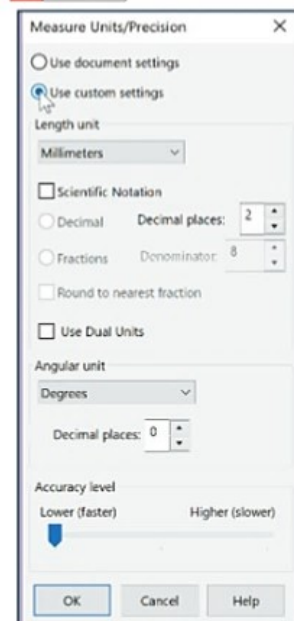 Measure Units/Precision
Use document settings
Use custom settings
Length unit
Millimeters
Scientific Notation
Decimal Decimal places: 2
Fractions Denominator: 8
Round to nearest fraction
Use Dual Units
Angular unit
Degrees
Decimal places: 0
Accuracy level
Lower (faster) Higher (slower)
OK Cancel Help